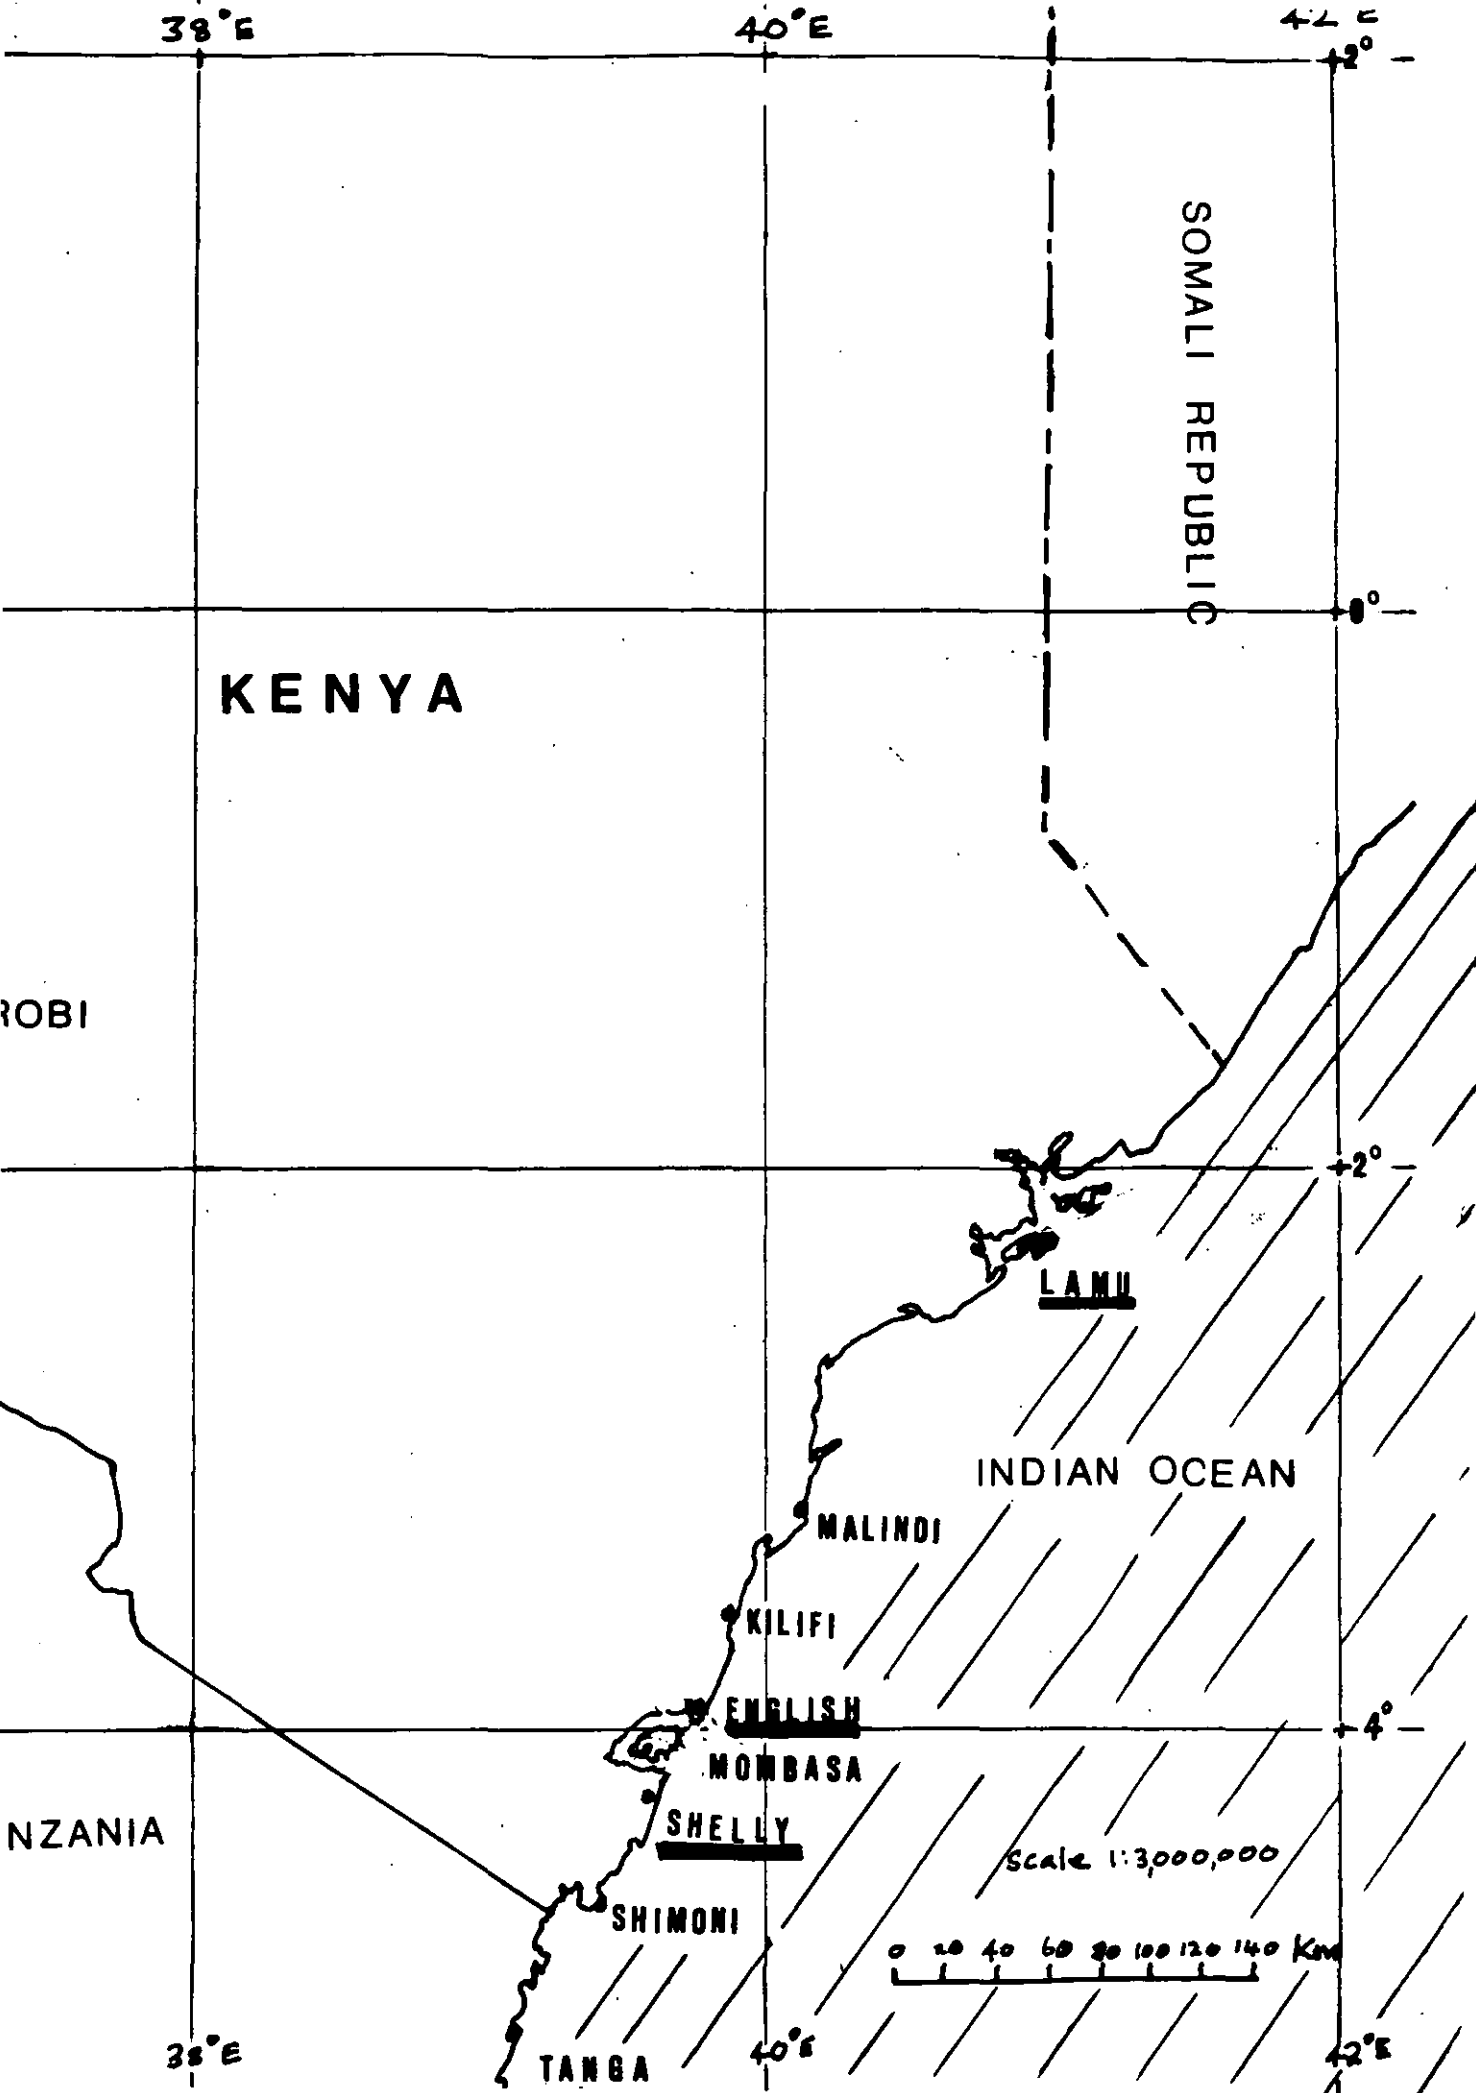 38°E 40°E 42 E
2°
SOMALI REPUBLIC
0°
KENYA
ROBI
2°
LAMU
INDIAN OCEAN
MALINDI
KILIFI
ENGLISH
4°
MOMBASA
SHELLY
NZANIA
Scale 1:3,000,000
SHIMONI
0 20 40 60 80 100 120 140 Km
38°E 40°E 42°E
TANGA